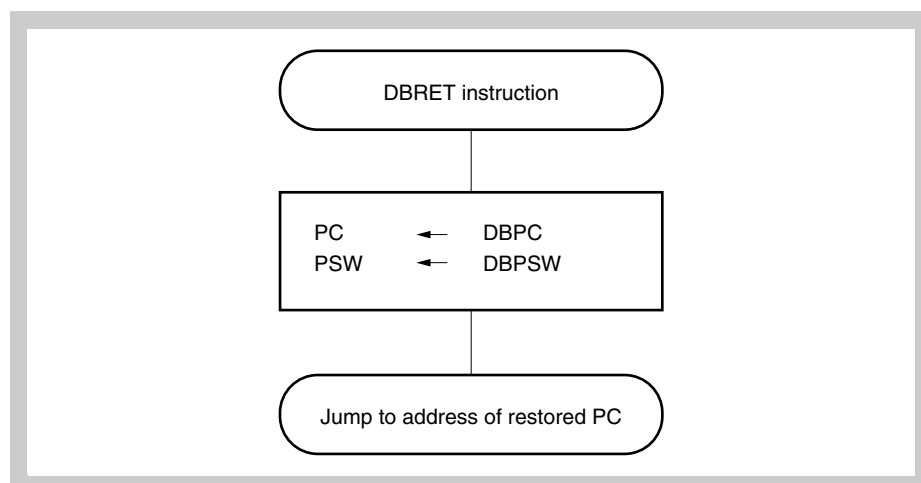 DBRET instruction
PC ← DBPC
PSW ← DBPSW
Jump to address of restored PC